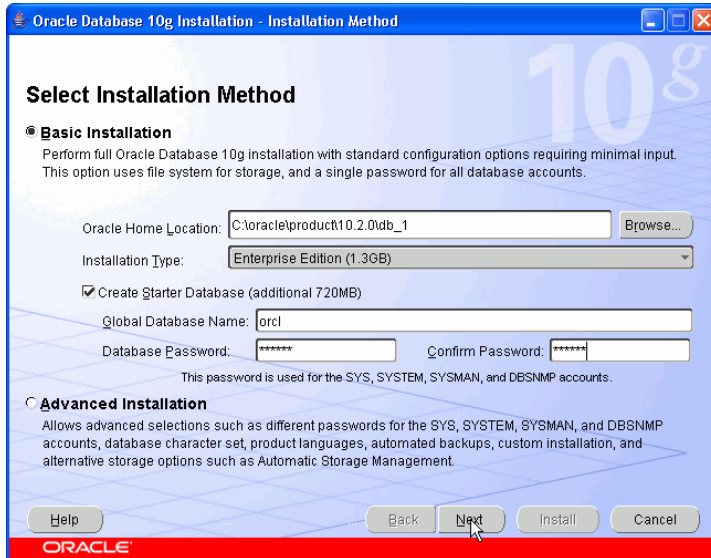 Oracle Database 10g Installation - Installation Method
10g
Select Installation Method
Basic Installation
Perform full Oracle Database 10g installation with standard configuration options requiring minimal input.
This option uses file system for storage, and a single password for all database accounts.
Oracle Home Location: C:\oracle\product\10.2.0\db_1 Browse...
Installation Type: Enterprise Edition (1.3GB)
Create Starter Database (additional 720MB)
Global Database Name: orcl
Database Password: ****** Confirm Password: ******
This password is used for the SYS, SYSTEM, SYSMAN, and DBSNMP accounts.
Advanced Installation
Allows advanced selections such as different passwords for the SYS, SYSTEM, SYSMAN, and DBSNMP
accounts, database character set, product languages, automated backups, custom installation, and
alternative storage options such as Automatic Storage Management.
Help Back Next Install Cancel
ORACLE